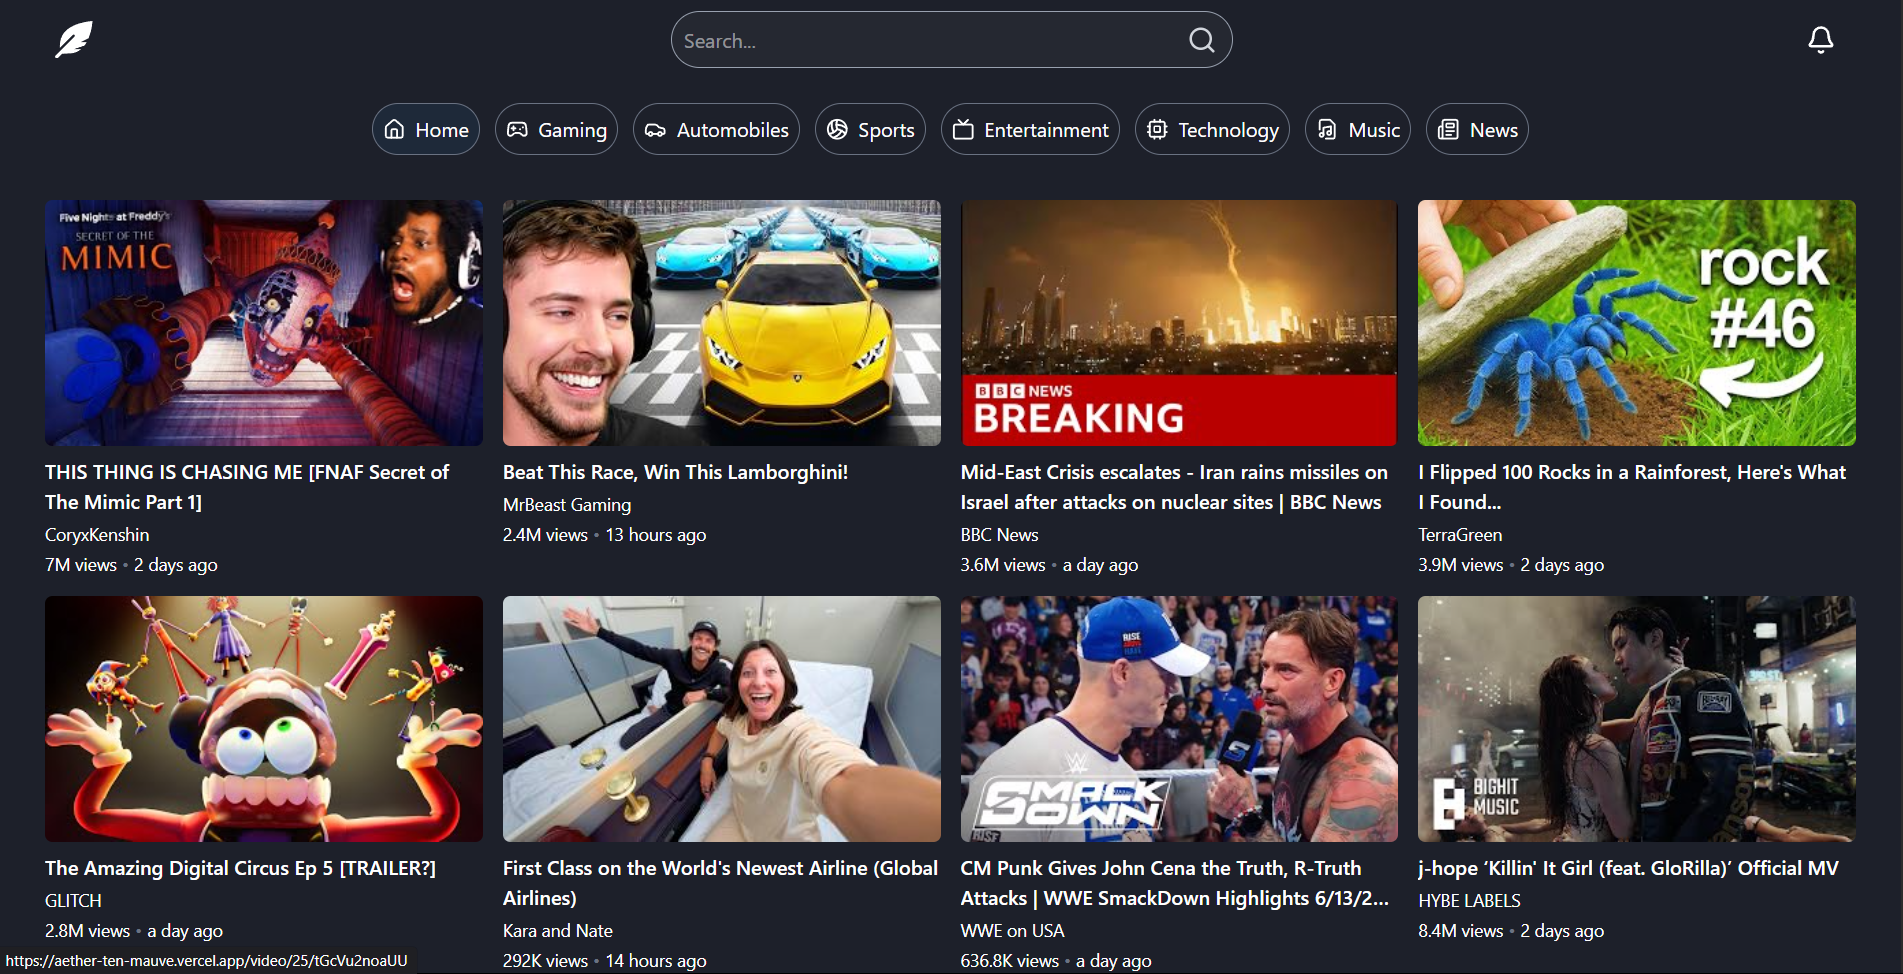 Search...
Home
Gaming
Automobiles
Sports
Entertainment
Technology
Music
News
Five Nights at Freddy's
SECRET OF THE
MIMIC
BBC NEWS
BREAKING
rock
#46
THIS THING IS CHASING ME [FNAF Secret of
The Mimic Part 1]
CoryxKenshin
7M views • 2 days ago
Beat This Race, Win This Lamborghini!
MrBeast Gaming
2.4M views • 13 hours ago
Mid-East Crisis escalates - Iran rains missiles on
Israel after attacks on nuclear sites | BBC News
BBC News
3.6M views • a day ago
I Flipped 100 Rocks in a Rainforest, Here's What
I Found...
TerraGreen
3.9M views • 2 days ago
RISE
ABOVE
HATE
SMACK
DOWN
RISE
BIGHIT
MUSIC
The Amazing Digital Circus Ep 5 [TRAILER?]
GLITCH
2.8M views • a day ago
First Class on the World's Newest Airline (Global
Airlines)
Kara and Nate
292K views • 14 hours ago
CM Punk Gives John Cena the Truth, R-Truth
Attacks | WWE SmackDown Highlights 6/13/2...
WWE on USA
636.8K views • a day ago
j-hope ‘Killin' It Girl (feat. GloRilla)’ Official MV
HYBE LABELS
8.4M views • 2 days ago
https://aether-ten-mauve.vercel.app/video/25/tGcVu2noaUU